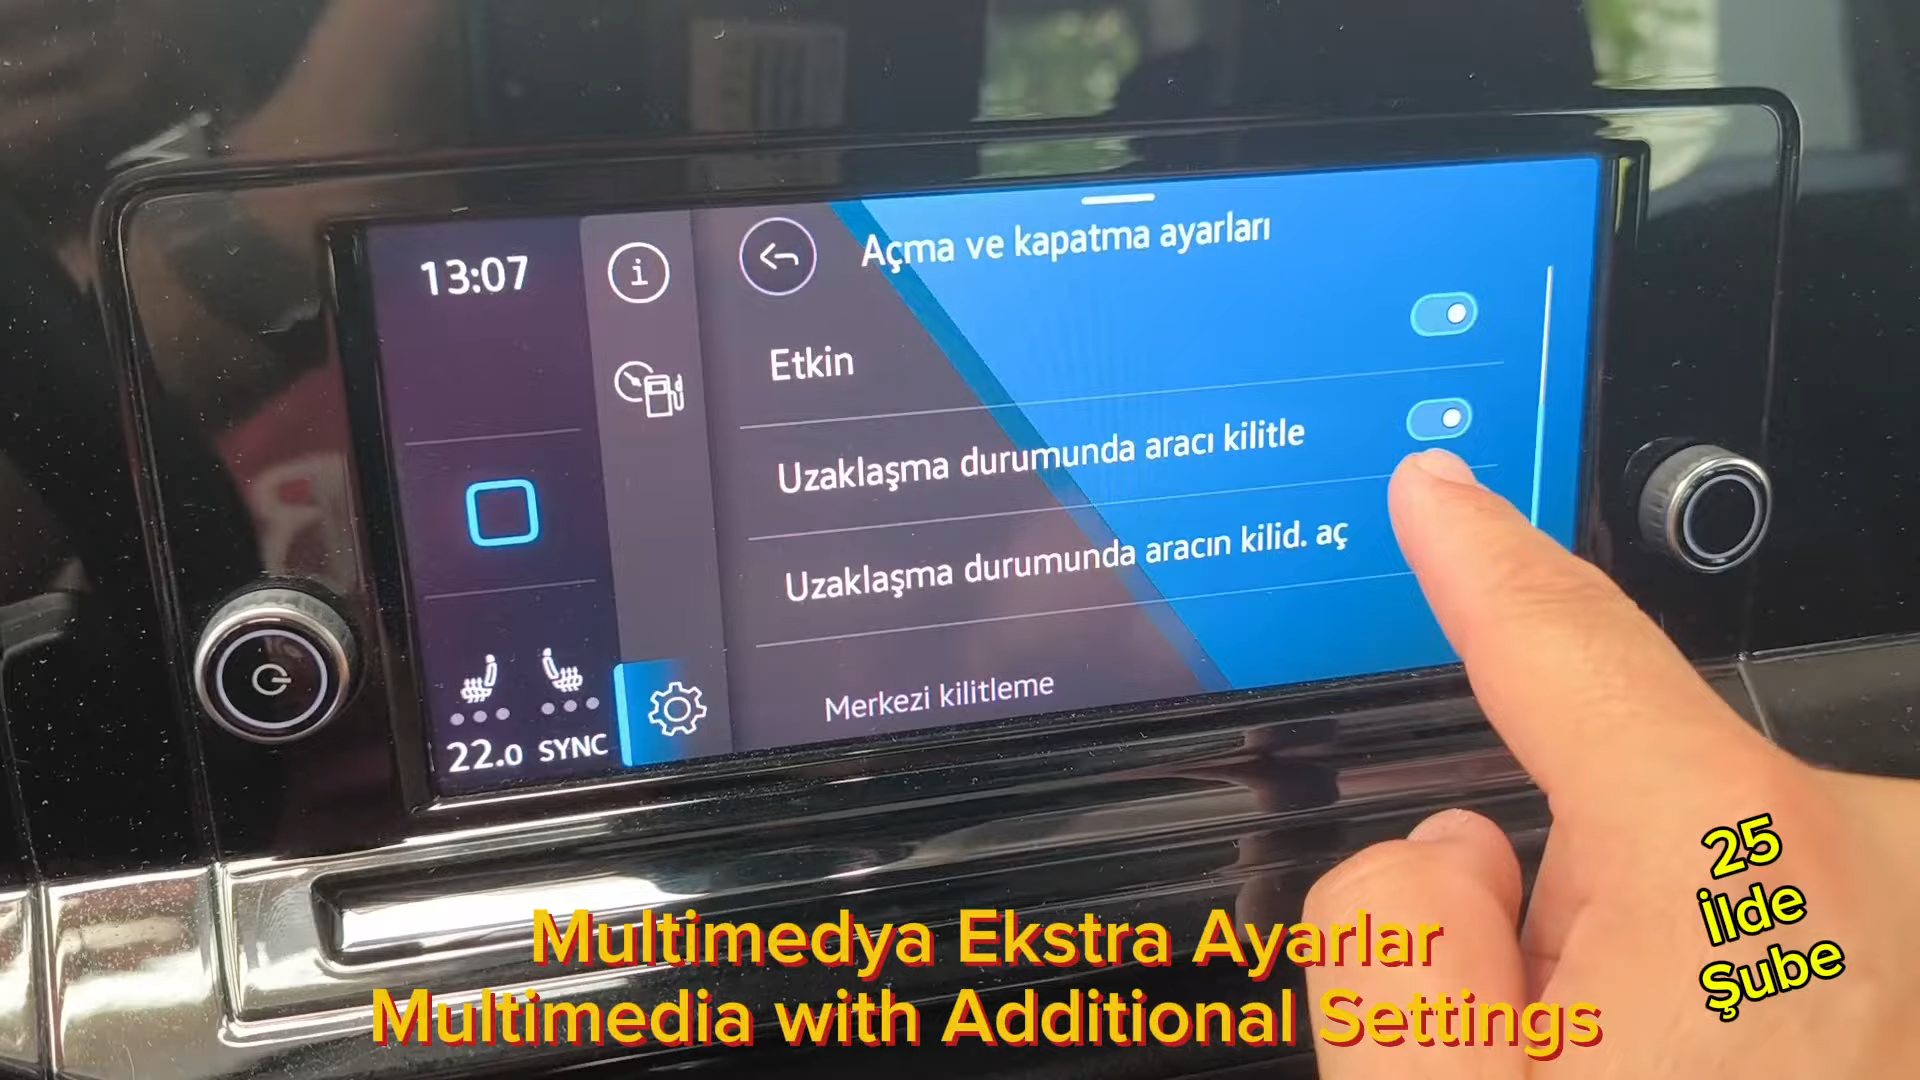 13:07
Açma ve kapatma ayarları
Etkin
Uzaklaşma durumunda aracı kilitle
Uzaklaşma durumunda aracın kilid. aç
Merkezi kilitleme
22.0 SYNC
Multimedya Ekstra Ayarlar
Multimedia with Additional Settings
25
İlde
Şube